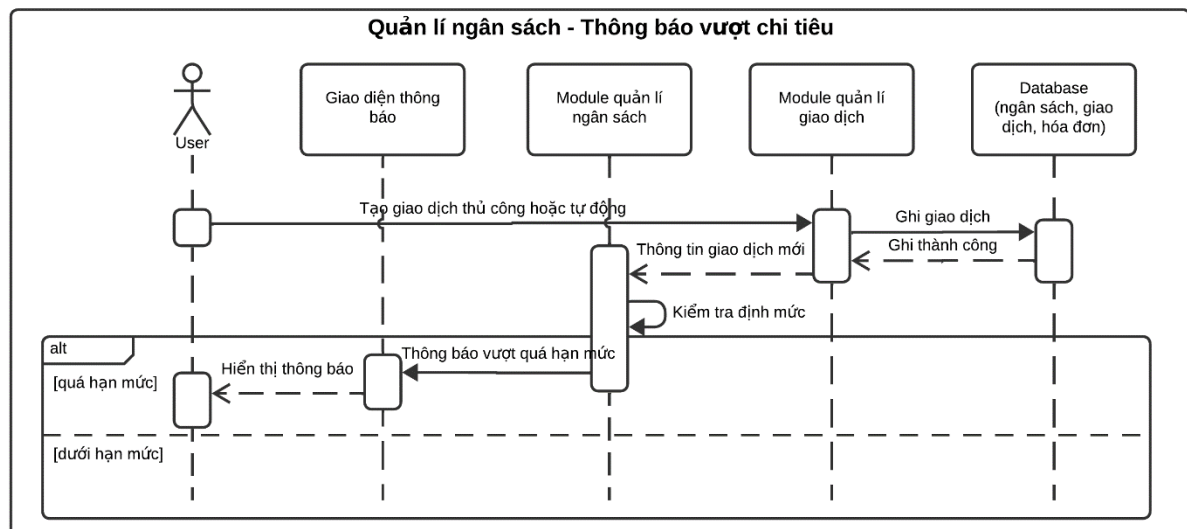 Quản lí ngân sách - Thông báo vượt chi tiêu
User
Giao diện thông
báo
Module quản lí
ngân sách
Module quản lí
giao dịch
Database
(ngân sách, giao
dịch, hóa đơn)
Tạo giao dịch thủ công hoặc tự động
Ghi giao dịch
Ghi thành công
Thông tin giao dịch mới
Kiểm tra định mức
alt
[quá hạn mức]
Thông báo vượt quá hạn mức
Hiển thị thông báo
[dưới hạn mức]